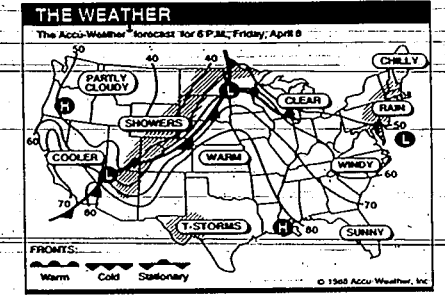 THE WEATHER
The Accu-Weather forecast for 6 P.M., Friday, April 8
50
40
40
CHILLY
PARTLY
CLOUDY
L
CLEAR
H
RAIN
SHOWERS
50
60
L
COOLER
WARM
WINDY
L
60
70
80
70
T-STORMS
H
80
SUNNY
FRONTS:
Warm
Cold
Stationary
© 1988 Accu-Weather, Inc